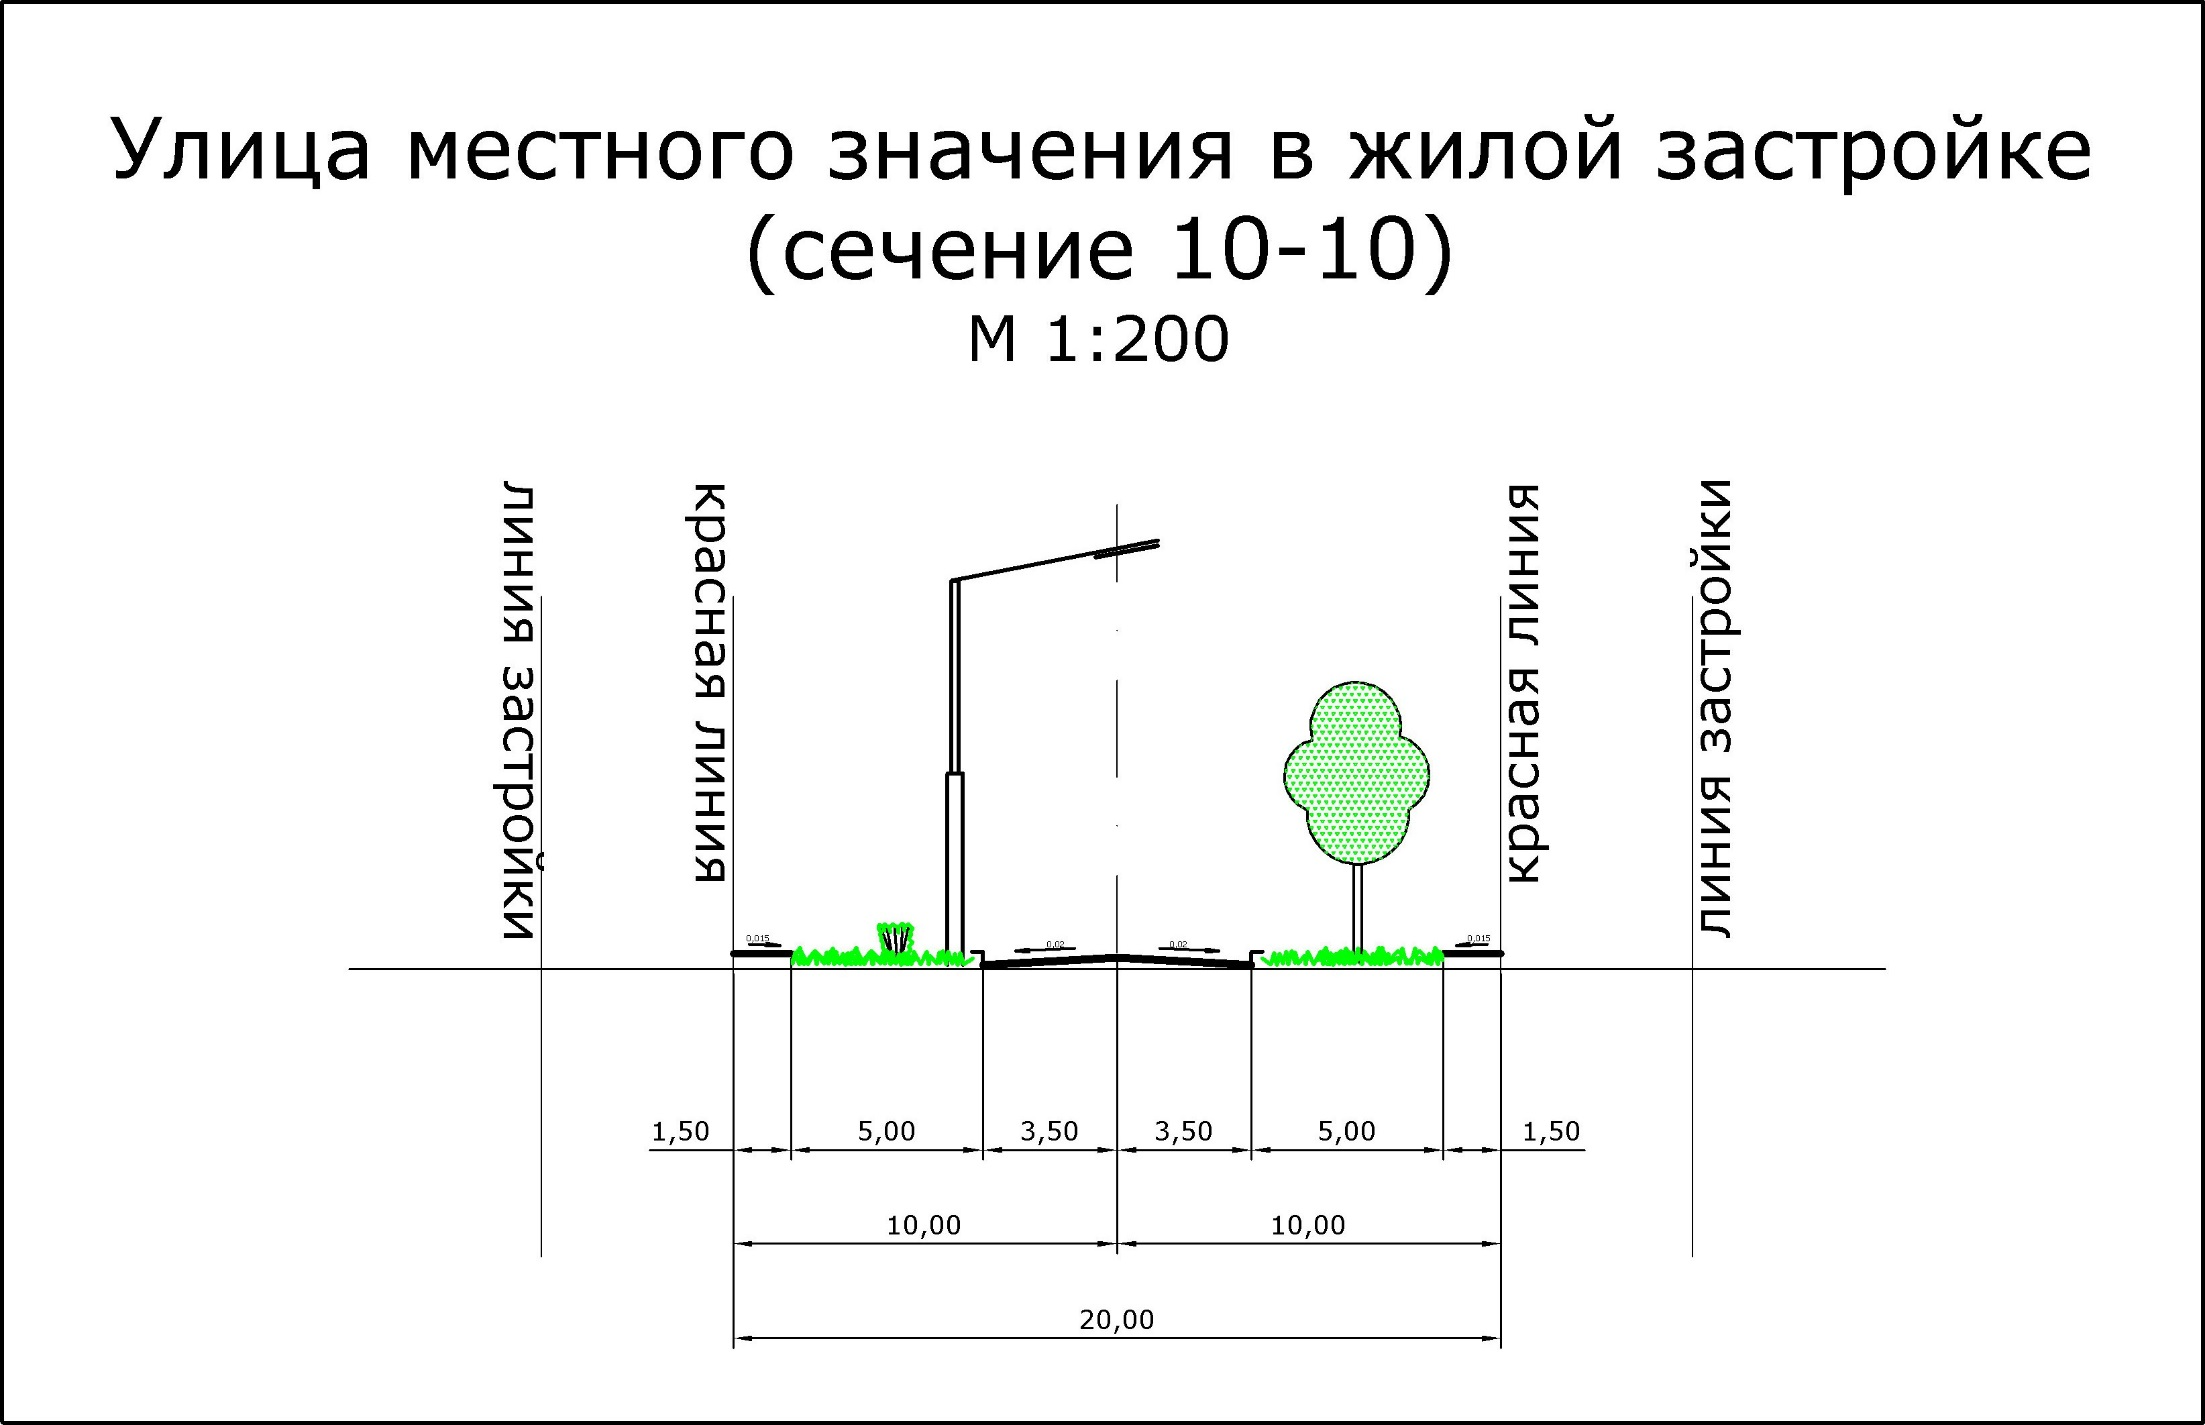 Улица местного значения в жилой застройке
(сечение 10-10)
М 1:200
линия застройки
красная линия
красная линия
линия застройки
0,015
0,02
0,02
0,015
1,50
5,00
3,50
3,50
5,00
1,50
10,00
10,00
20,00